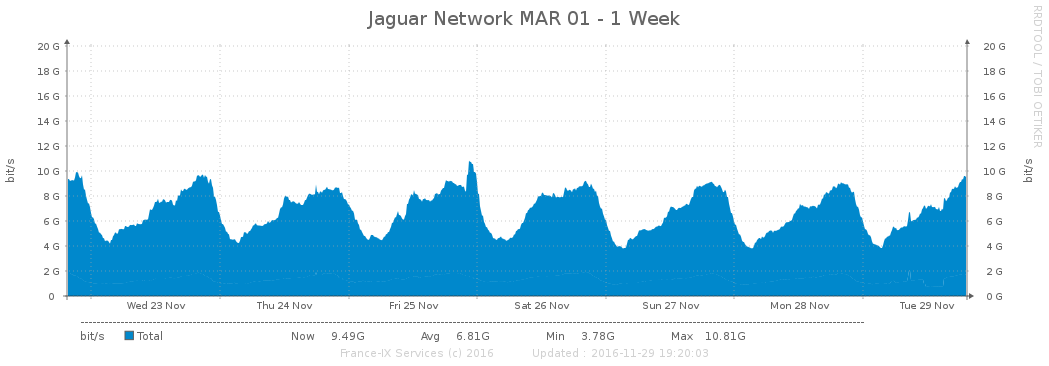 Jaguar Network MAR 01 - 1 Week
RRDTOOL / TOBI OETIKER
bit/s
20 G 20 G
18 G 18 G
16 G 16 G
14 G 14 G
12 G 12 G
10 G 10 G
8 G 8 G
6 G 6 G
4 G 4 G
2 G 2 G
0 0 G
bit/s
Wed 23 Nov Thu 24 Nov Fri 25 Nov Sat 26 Nov Sun 27 Nov Mon 28 Nov Tue 29 Nov
bit/s Total Now 9.49G Avg 6.81G Min 3.78G Max 10.81G
France-IX Services (c) 2016 Updated : 2016-11-29 19:20:03